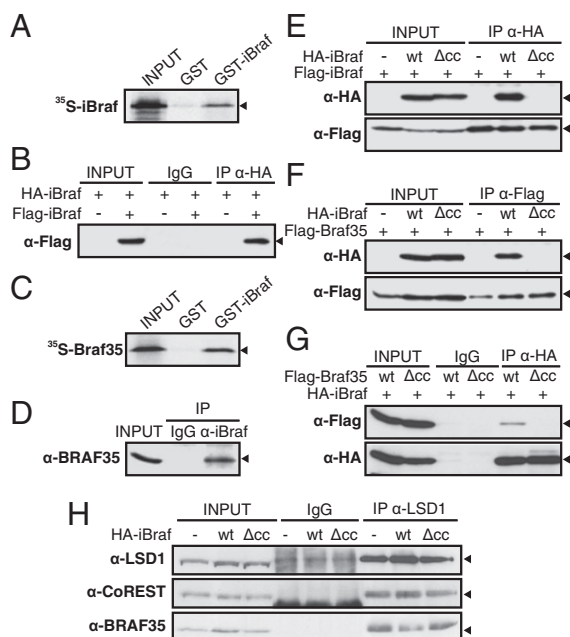 A
INPUT GST GST-iBraf
³⁵S-iBraf
B
INPUT IgG IP α-HA
HA-iBraf + + + + + +
Flag-iBraf - + - + - +
α-Flag
C
INPUT GST GST-iBraf
³⁵S-Braf35
D
IP
INPUT IgG α-iBraf
α-BRAF35
E
INPUT IP α-HA
HA-iBraf - wt Δcc - wt Δcc
Flag-iBraf + + + + + +
α-HA
α-Flag
F
INPUT IP α-Flag
HA-iBraf - wt Δcc - wt Δcc
Flag-Braf35 + + + + + +
α-HA
α-Flag
G
INPUT IgG IP α-HA
Flag-Braf35 wt Δcc wt Δcc wt Δcc
HA-iBraf + + + + + +
α-Flag
α-HA
H
INPUT IgG IP α-LSD1
HA-iBraf - wt Δcc - wt Δcc - wt Δcc
α-LSD1
α-CoREST
α-BRAF35